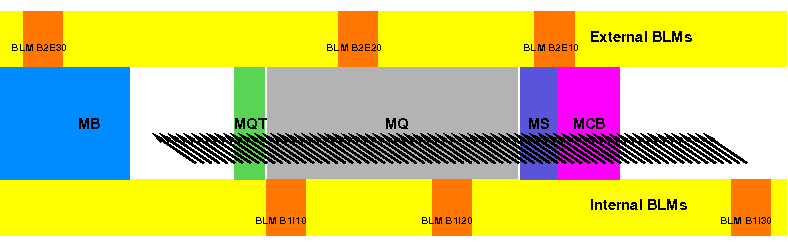 External BLMs
BLM B2E30 BLM B2E20 BLM B2E10
MB MQT MQ MS MCB
Internal BLMs
BLM B1I10 BLM B1I20 BLM B1I30